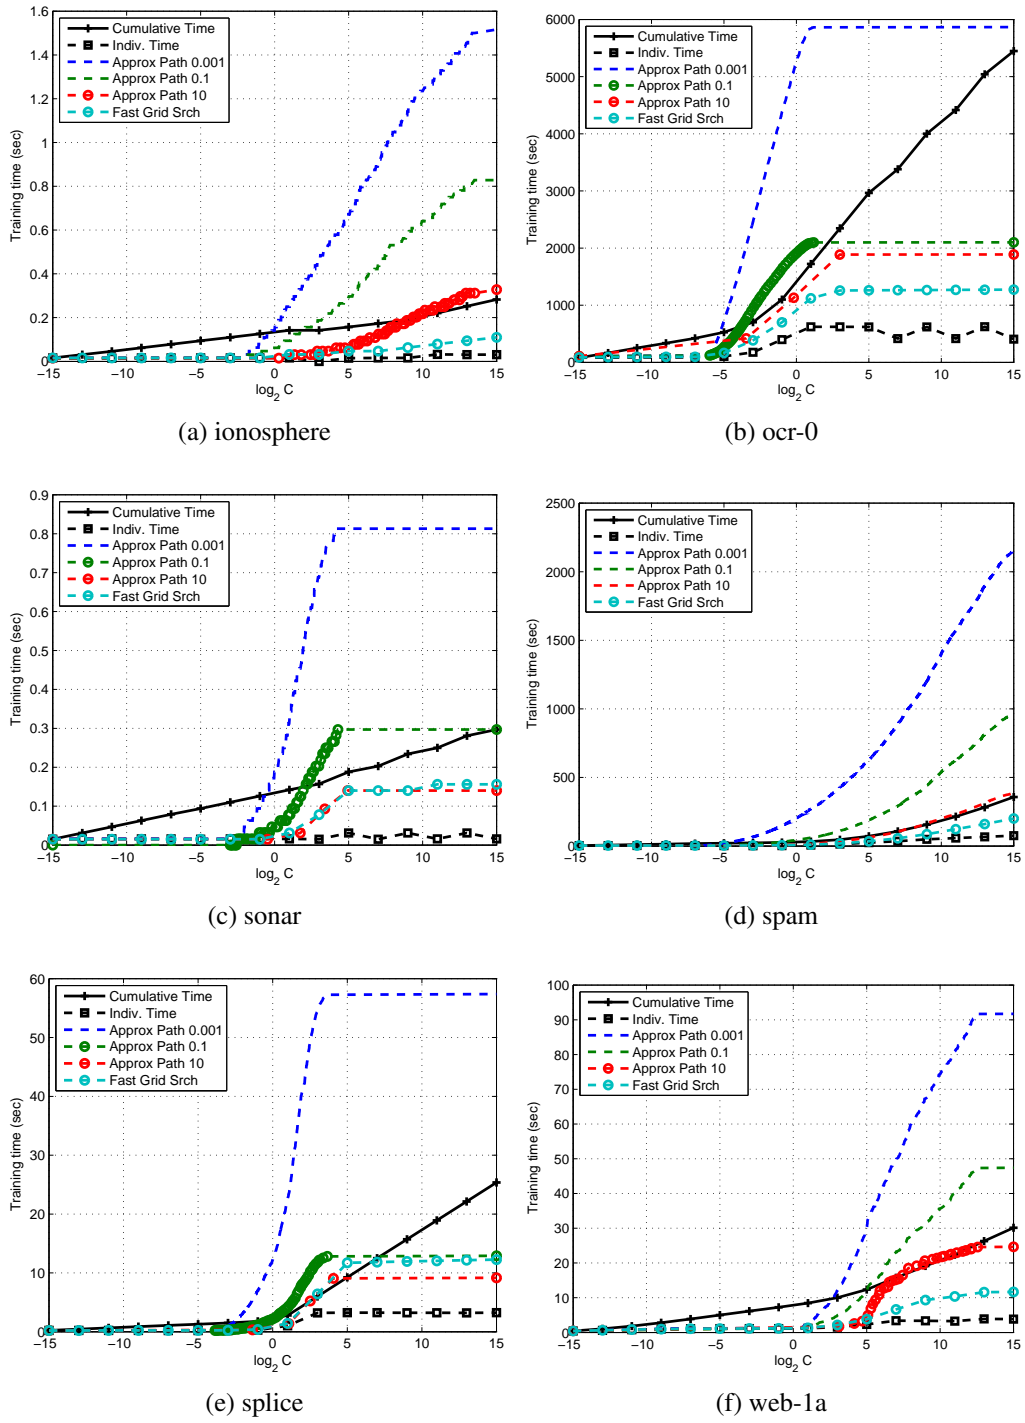 1.6
1.4
1.2
1
0.8
0.6
0.4
0.2
0
−15 −10 −5 0 5 10 15
Training time (sec)
log2 C
Cumulative Time
Indiv. Time
Approx Path 0.001
Approx Path 0.1
Approx Path 10
Fast Grid Srch
(a) ionosphere
6000
5000
4000
3000
2000
1000
0
−15 −10 −5 0 5 10 15
Training time (sec)
log2 C
Cumulative Time
Indiv. Time
Approx Path 0.001
Approx Path 0.1
Approx Path 10
Fast Grid Srch
(b) ocr-0
0.9
0.8
0.7
0.6
0.5
0.4
0.3
0.2
0.1
0
−15 −10 −5 0 5 10 15
Training time (sec)
log2 C
Cumulative Time
Indiv. Time
Approx Path 0.001
Approx Path 0.1
Approx Path 10
Fast Grid Srch
(c) sonar
2500
2000
1500
1000
500
0
−15 −10 −5 0 5 10 15
Training time (sec)
log2 C
Cumulative Time
Indiv. Time
Approx Path 0.001
Approx Path 0.1
Approx Path 10
Fast Grid Srch
(d) spam
60
50
40
30
20
10
0
−15 −10 −5 0 5 10 15
Training time (sec)
log2 C
Cumulative Time
Indiv. Time
Approx Path 0.001
Approx Path 0.1
Approx Path 10
Fast Grid Srch
(e) splice
100
90
80
70
60
50
40
30
20
10
0
−15 −10 −5 0 5 10 15
Training time (sec)
log2 C
Cumulative Time
Indiv. Time
Approx Path 0.001
Approx Path 0.1
Approx Path 10
Fast Grid Srch
(f) web-1a